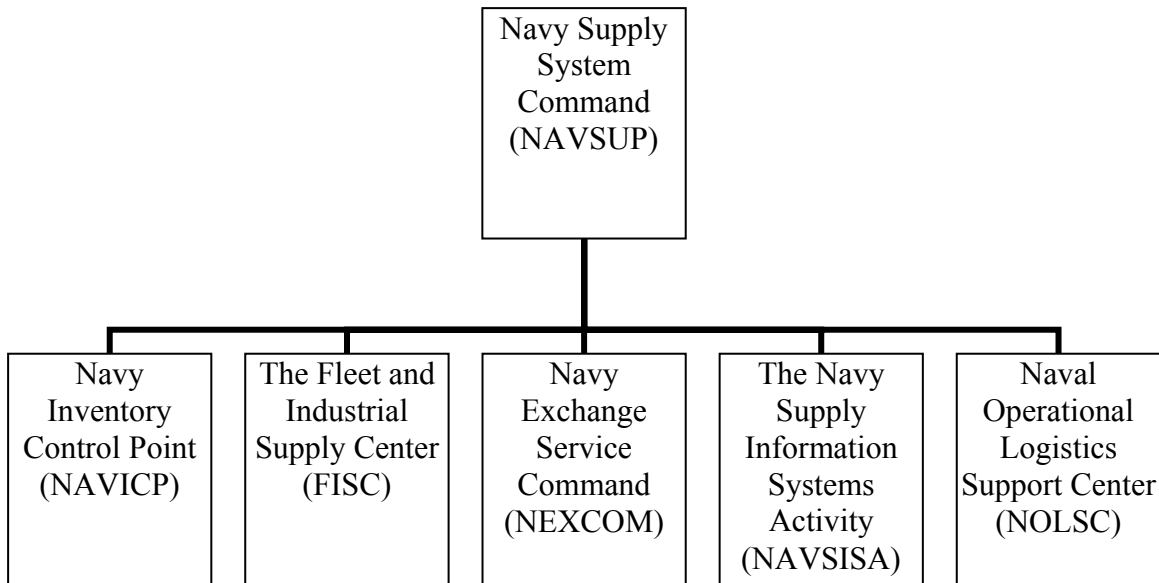 Navy Supply
System
Command
(NAVSUP)
Navy
Inventory
Control Point
(NAVICP)
The Fleet and
Industrial
Supply Center
(FISC)
Navy
Exchange
Service
Command
(NEXCOM)
The Navy
Supply
Information
Systems
Activity
(NAVSISA)
Naval
Operational
Logistics
Support Center
(NOLSC)